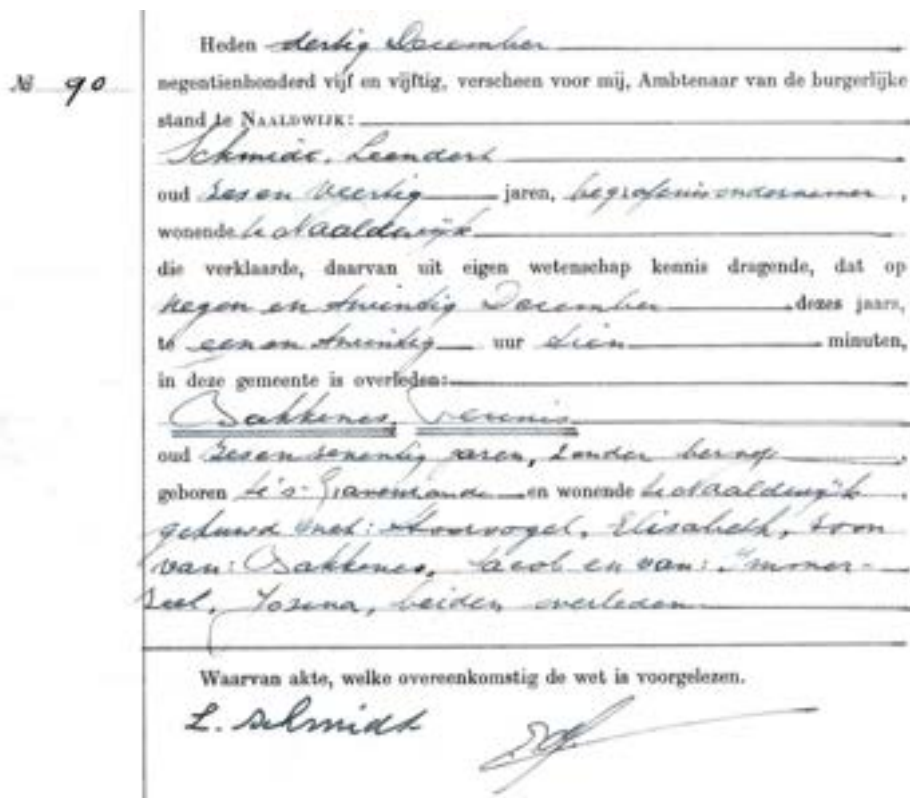 Heden dertig December
№ 90 negentienhonderd vijf en vijftig, verscheen voor mij, Ambtenaar van de burgerlijke
stand te NAALDWIJK:
Schmidt, Leendert
oud zes en veertig jaren, begrafenisondernemer,
wonende te Naaldwijk
die verklaarde, daarvan uit eigen wetenschap kennis dragende, dat op
negen en twintig December dezes jaars,
te een en twintig uur tien minuten,
in deze gemeente is overleden:
Bakkenes, Teunis
oud zes en zeventig jaren, zonder beroep,
geboren te 's-Gravenzande en wonende te Naaldwijk,
gehuwd met: Hoorvogel, Elisabeth, zoon
van: Bakkenes, Jacob en van: Immer-
zeel, Josina, beiden overleden
Waarvan akte, welke overeenkomstig de wet is voorgelezen.
L. Schmidt